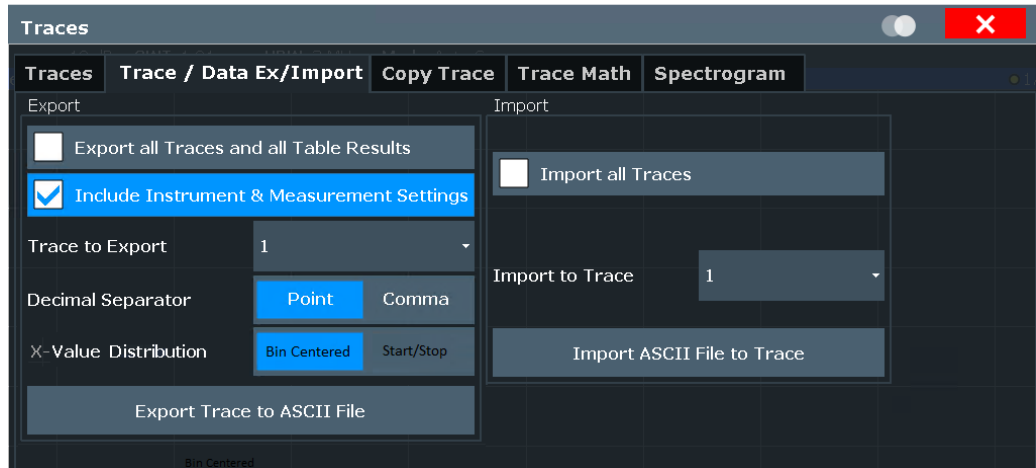 Traces
Traces
Trace / Data Ex/Import
Copy Trace
Trace Math
Spectrogram
Export
Export all Traces and all Table Results
Include Instrument & Measurement Settings
Trace to Export
1
Decimal Separator
Point
Comma
X-Value Distribution
Bin Centered
Start/Stop
Export Trace to ASCII File
Import
Import all Traces
Import to Trace
1
Import ASCII File to Trace
Bin Centered